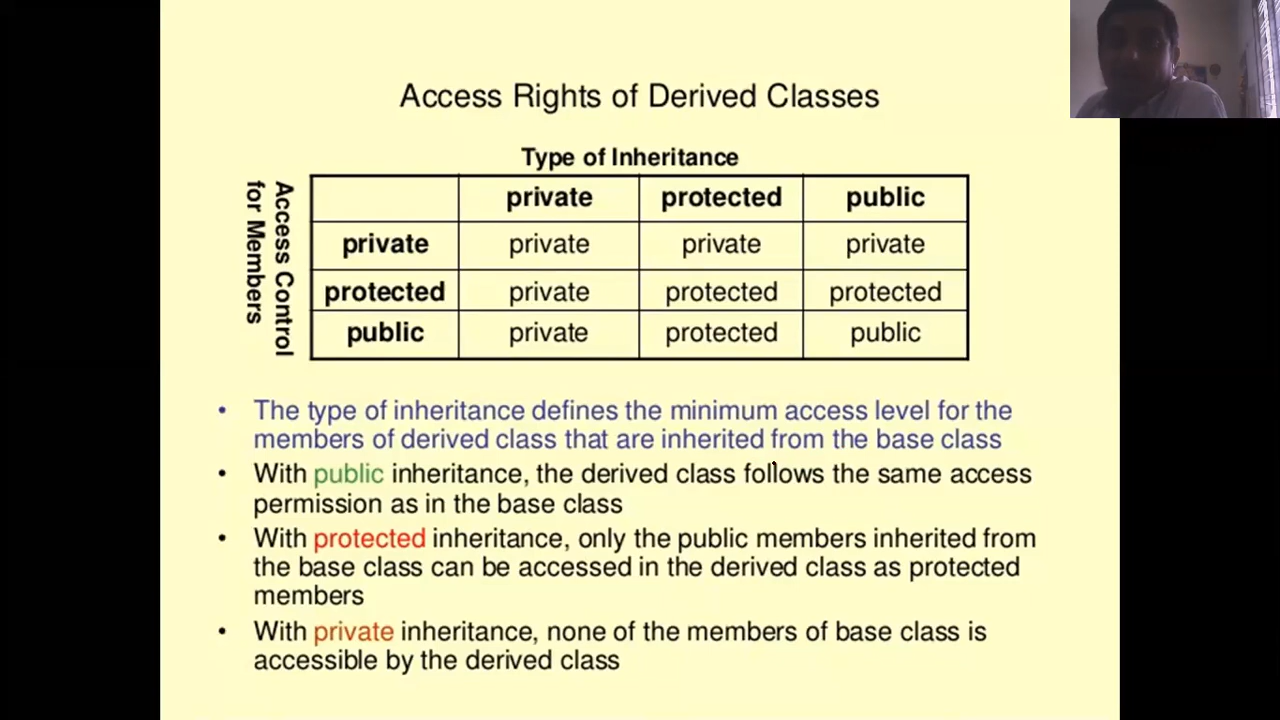 Access Rights of Derived Classes
Type of Inheritance
Access Control
for Members
private protected public
private private private private
protected private protected protected
public private protected public
• The type of inheritance defines the minimum access level for the
members of derived class that are inherited from the base class
• With public inheritance, the derived class follows the same access
permission as in the base class
• With protected inheritance, only the public members inherited from
the base class can be accessed in the derived class as protected
members
• With private inheritance, none of the members of base class is
accessible by the derived class